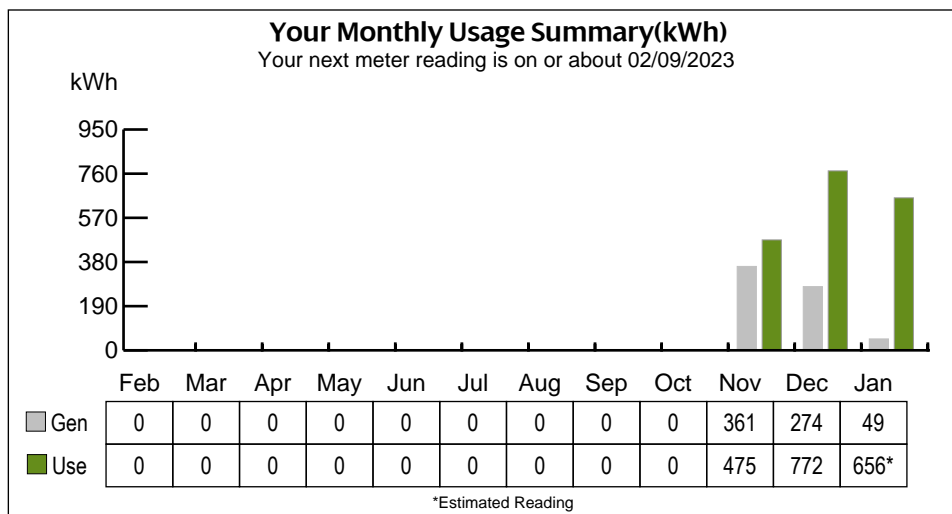 Your Monthly Usage Summary(kWh)
Your next meter reading is on or about 02/09/2023
kWh
950
760
570
380
190
0
Feb Mar Apr May Jun Jul Aug Sep Oct Nov Dec Jan
Gen 0 0 0 0 0 0 0 0 0 361 274 49
Use 0 0 0 0 0 0 0 0 0 475 772 656*
*Estimated Reading